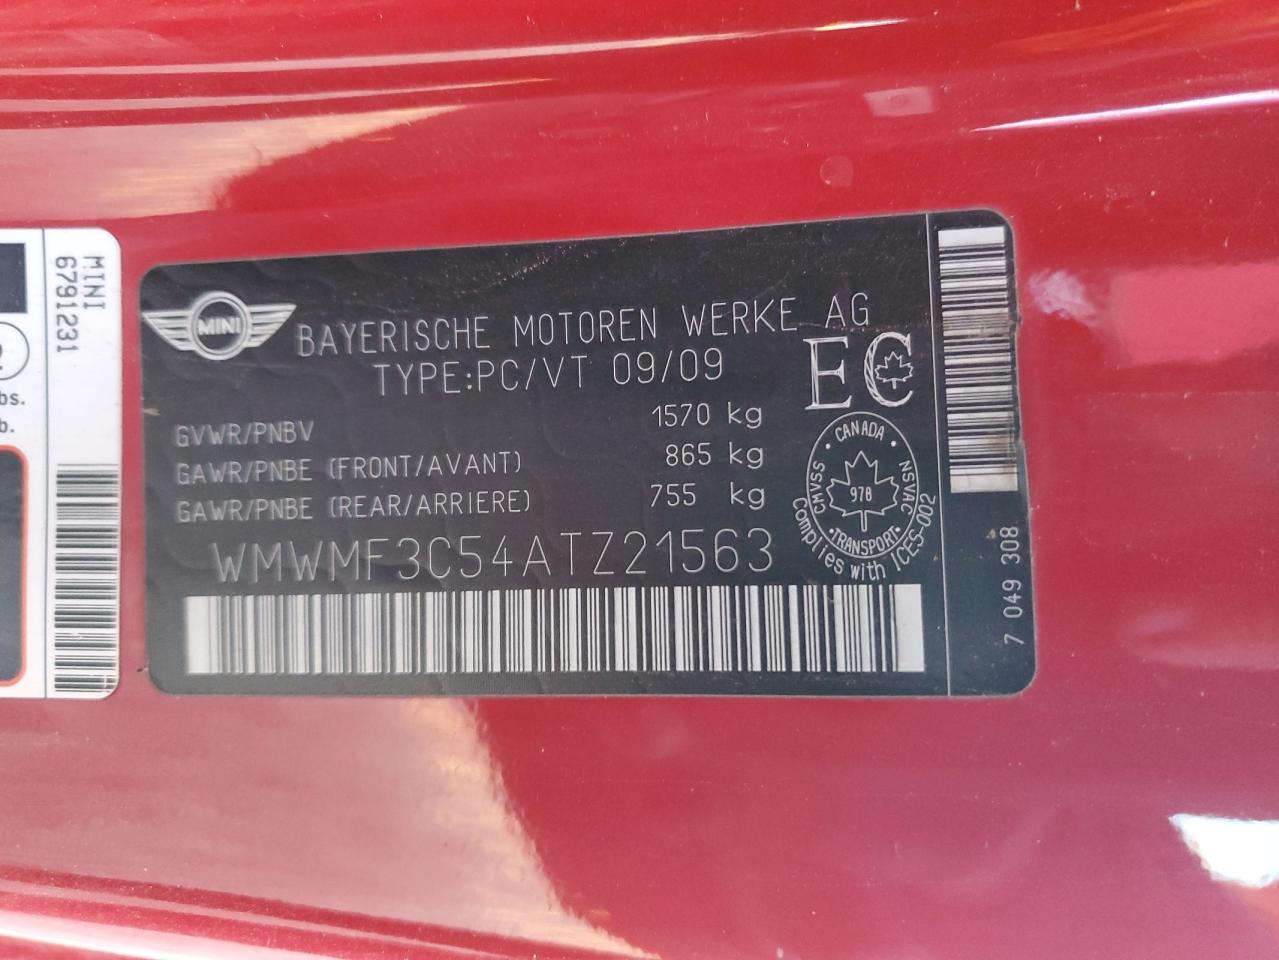 MINI
6791231
bs.
b.
MINI
BAYERISCHE MOTOREN WERKE AG
TYPE:PC/VT 09/09
EC
GVWR/PNBV 1570 kg
GAWR/PNBE (FRONT/AVANT) 865 kg
GAWR/PNBE (REAR/ARRIERE) 755 kg
WMWMF3C54ATZ21563
CANADA
CMVSS
NSVAC
978
TRANSPORT
Complies with ICES-002
7 049 308